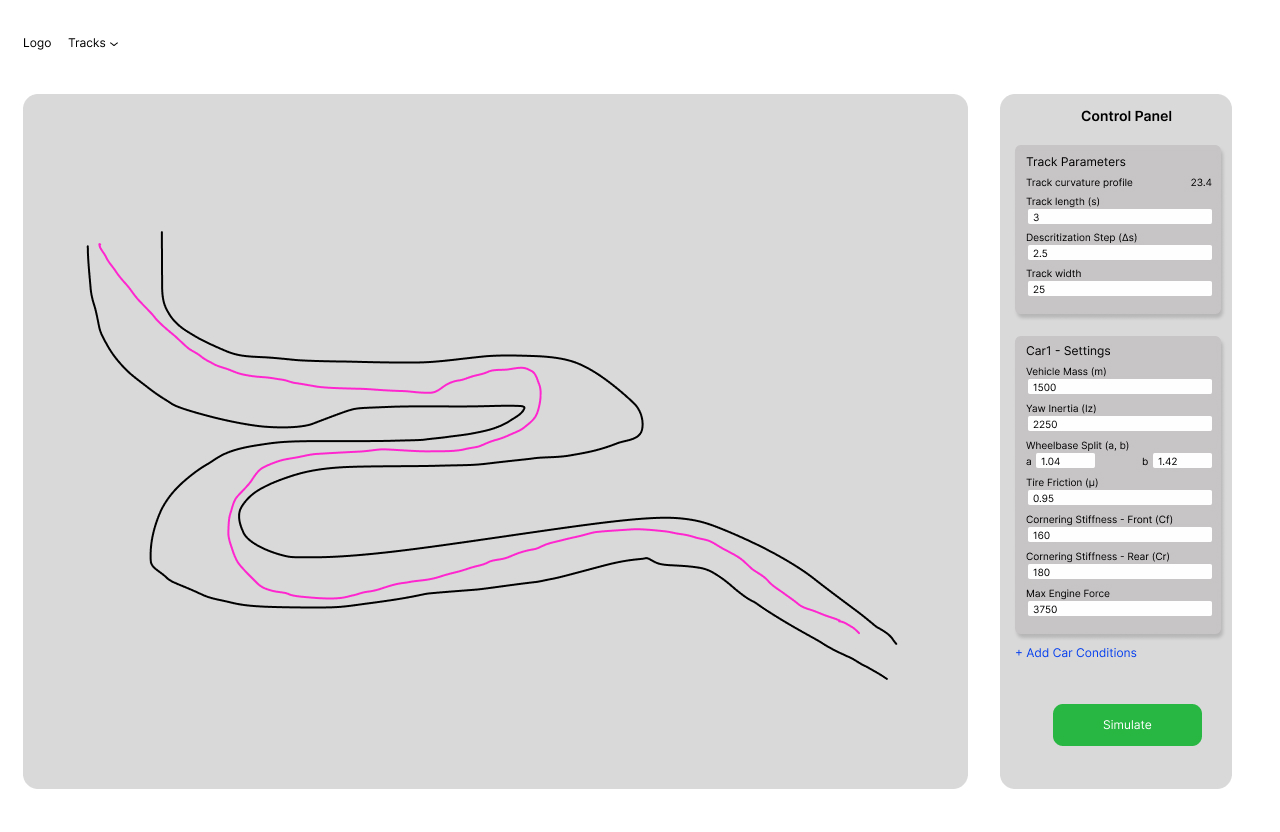 Logo Tracks
Control Panel
Track Parameters
Track curvature profile 23.4
Track length (s)
3
Descritization Step (Δs)
2.5
Track width
25
Car1 - Settings
Vehicle Mass (m)
1500
Yaw Inertia (Iz)
2250
Wheelbase Split (a, b)
a 1.04 b 1.42
Tire Friction (μ)
0.95
Cornering Stiffness - Front (Cf)
160
Cornering Stiffness - Rear (Cr)
180
Max Engine Force
3750
+ Add Car Conditions
Simulate